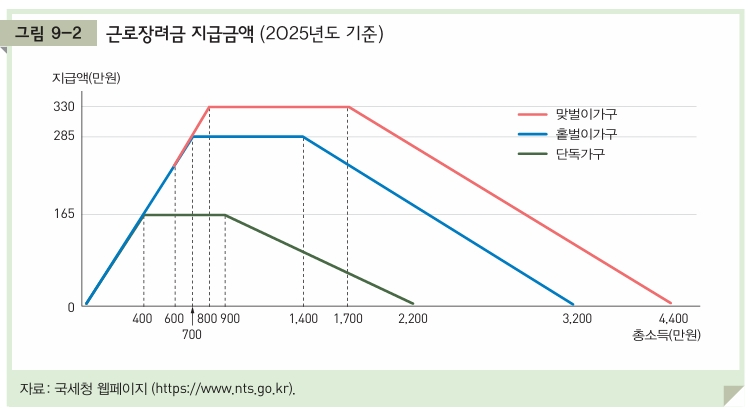 그림 9-2 근로장려금 지급금액 (2025년도 기준)
지급액(만원)
330
285
165
0
맞벌이가구
홑벌이가구
단독가구
400 600 800 900 1,400 1,700 2,200 3,200 4,400
700
총소득(만원)
자료: 국세청 웹페이지 (https://www.nts.go.kr).